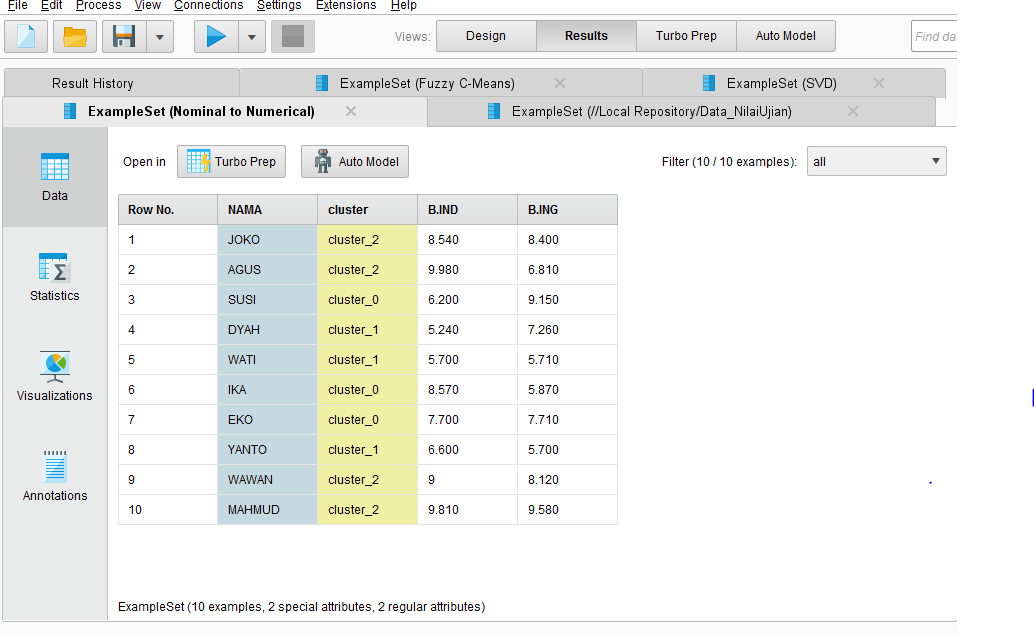 File Edit Process View Connections Settings Extensions Help
Views: Design Results Turbo Prep Auto Model Find da
Result History ExampleSet (Fuzzy C-Means) ExampleSet (SVD)
ExampleSet (Nominal to Numerical) ExampleSet (//Local Repository/Data_NilaiUjian)
Open in Turbo Prep Auto Model Filter (10 / 10 examples): all
Data
Statistics
Visualizations
Annotations
Row No. NAMA cluster B.IND B.ING
1 JOKO cluster_2 8.540 8.400
2 AGUS cluster_2 9.980 6.810
3 SUSI cluster_0 6.200 9.150
4 DYAH cluster_1 5.240 7.260
5 WATI cluster_1 5.700 5.710
6 IKA cluster_0 8.570 5.870
7 EKO cluster_0 7.700 7.710
8 YANTO cluster_1 6.600 5.700
9 WAWAN cluster_2 9 8.120
10 MAHMUD cluster_2 9.810 9.580
ExampleSet (10 examples, 2 special attributes, 2 regular attributes)